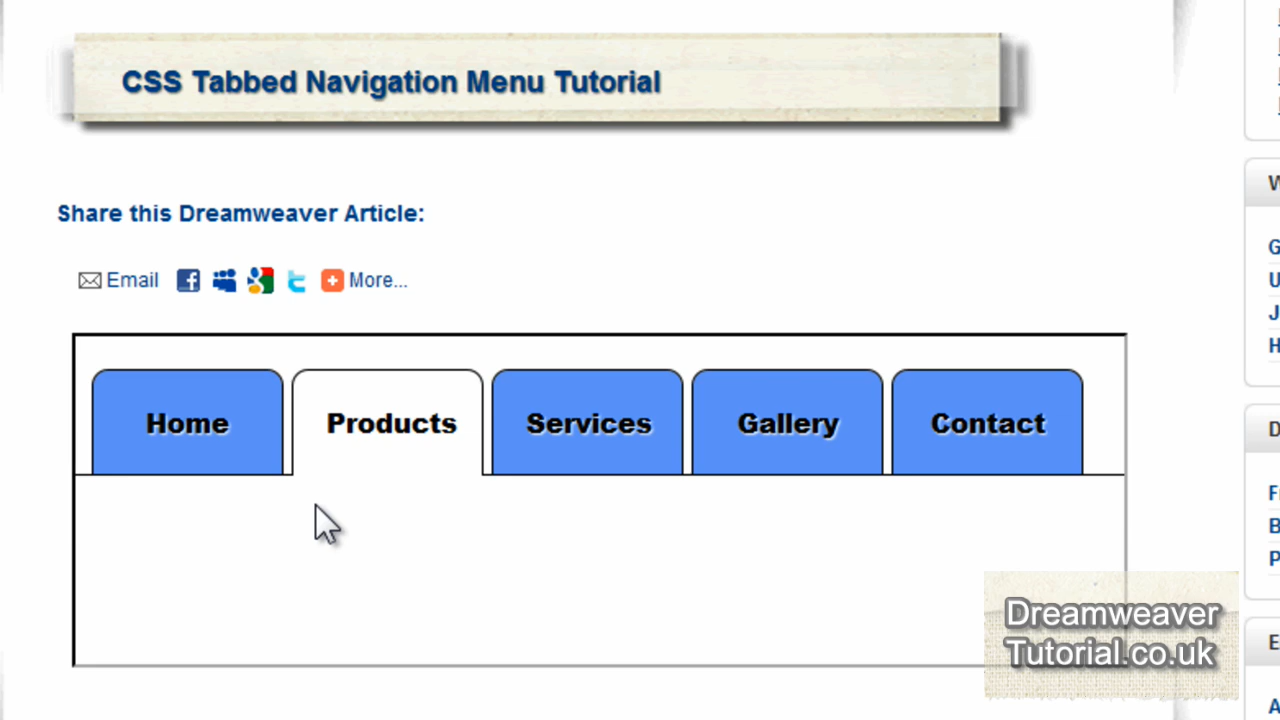 CSS Tabbed Navigation Menu Tutorial
Share this Dreamweaver Article:
Email More...
Home Products Services Gallery Contact
Dreamweaver
Tutorial.co.uk